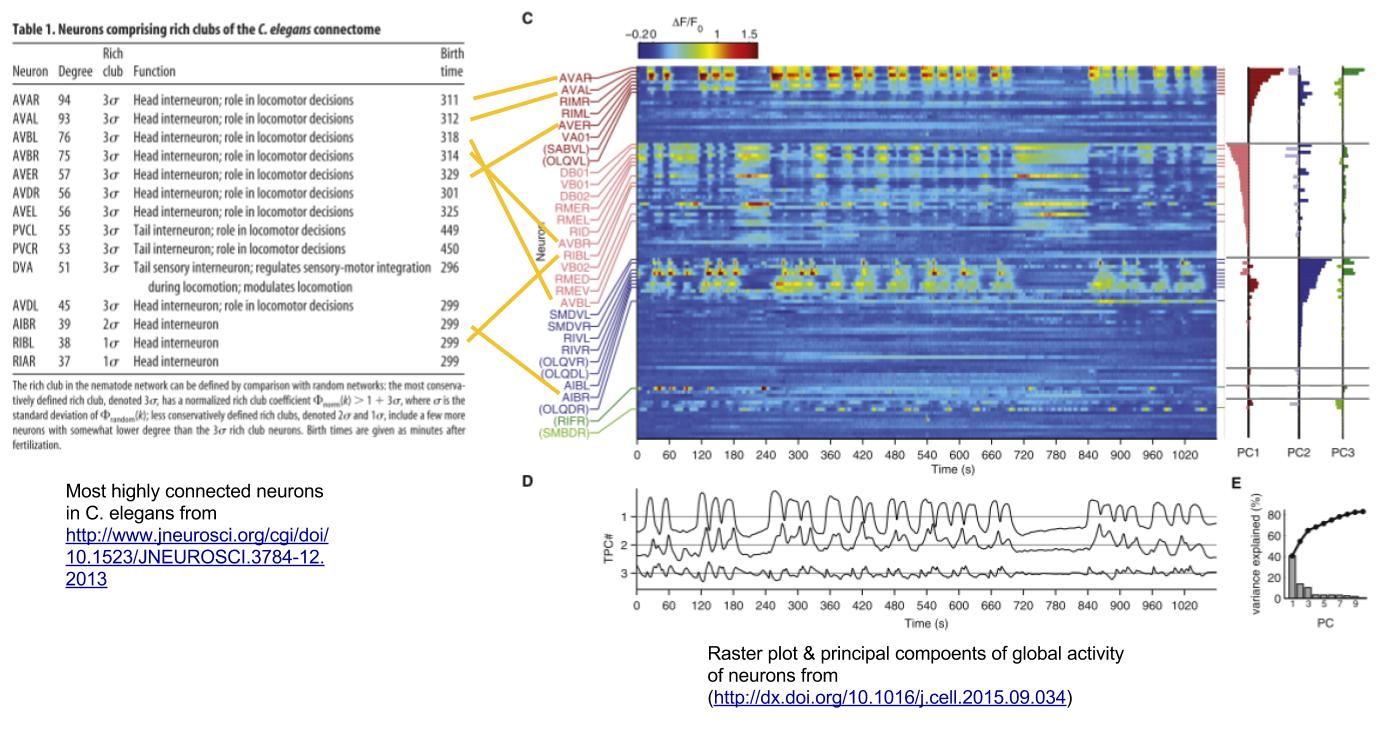 Table 1. Neurons comprising rich clubs of the C. elegans connectome
Neuron Degree Rich club Function Birth time
AVAR 94 3σ Head interneuron; role in locomotor decisions 311
AVAL 93 3σ Head interneuron; role in locomotor decisions 312
AVBL 76 3σ Head interneuron; role in locomotor decisions 318
AVBR 75 3σ Head interneuron; role in locomotor decisions 314
AVER 57 3σ Head interneuron; role in locomotor decisions 329
AVDR 56 3σ Head interneuron; role in locomotor decisions 301
AVEL 56 3σ Head interneuron; role in locomotor decisions 325
PVCL 55 3σ Tail interneuron; role in locomotor decisions 449
PVCR 53 3σ Tail interneuron; role in locomotor decisions 450
DVA 51 3σ Tail sensory interneuron; regulates sensory-motor integration 296
during locomotion; modulates locomotion
AVDL 45 3σ Head interneuron; role in locomotor decisions 299
AIBR 39 2σ Head interneuron 299
RIBL 38 1σ Head interneuron 299
RIAR 37 1σ Head interneuron 299
The rich club in the nematode network can be defined by comparison with random networks: the most conserva-
tively defined rich club, denoted 3σ, has a normalized rich club coefficient Φnorm(k) > 1 + 3σ, where σ is the
standard deviation of Φrandom(k); less conservatively defined rich clubs, denoted 2σ and 1σ, include a few more
neurons with somewhat lower degree than the 3σ rich club neurons. Birth times are given as minutes after
fertilization.
Most highly connected neurons
in C. elegans from
http://www.jneurosci.org/cgi/doi/
10.1523/JNEUROSCI.3784-12.
2013
C
ΔF/F0
-0.20 1 1.5
Neuron
AVAR
AVAL
RIMR
RIML
AVER
VA01
(SABVL)
(OLQVL)
DB01
VB01
DB02
RMER
RMEL
RID
AVBR
RIBL
VB02
RMED
RMEV
AVBL
SMDVL
SMDVR
RIVL
RIVR
(OLQVR)
(OLQDL)
AIBL
AIBR
(OLQDR)
(RIFR)
(SMBDR)
0 60 120 180 240 300 360 420 480 540 600 660 720 780 840 900 960 1020
Time (s)
PC1 PC2 PC3
D
TPC#
1
2
3
0 60 120 180 240 300 360 420 480 540 600 660 720 780 840 900 960 1020
Time (s)
E
variance explained (%)
80
60
40
20
0
1 3 5 7 9
PC
Raster plot & principal compoents of global activity
of neurons from
(http://dx.doi.org/10.1016/j.cell.2015.09.034)